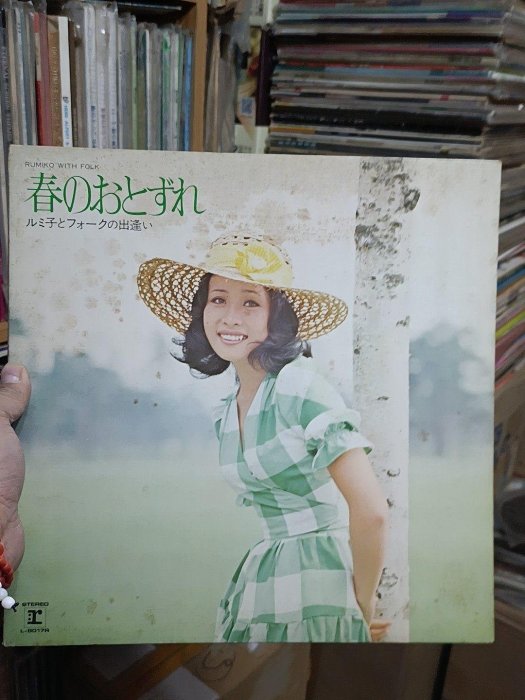 RUMIKO WITH FOLK
春のおとずれ
ルミ子とフォークの出逢い
STEREO
r
L-8017R